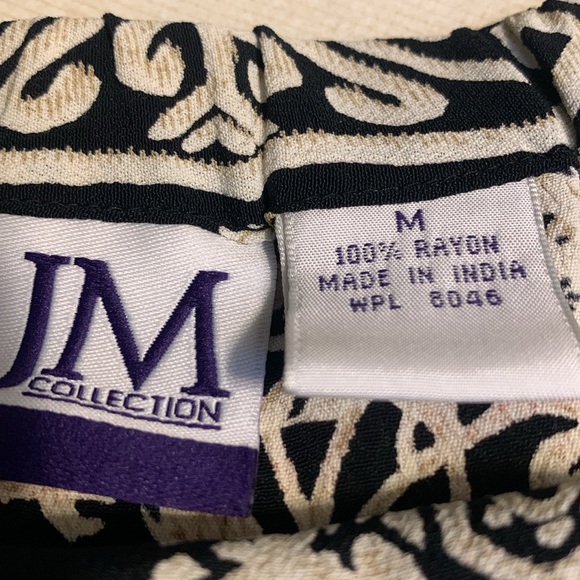 JM
COLLECTION
M
100% RAYON
MADE IN INDIA
WPL 8046